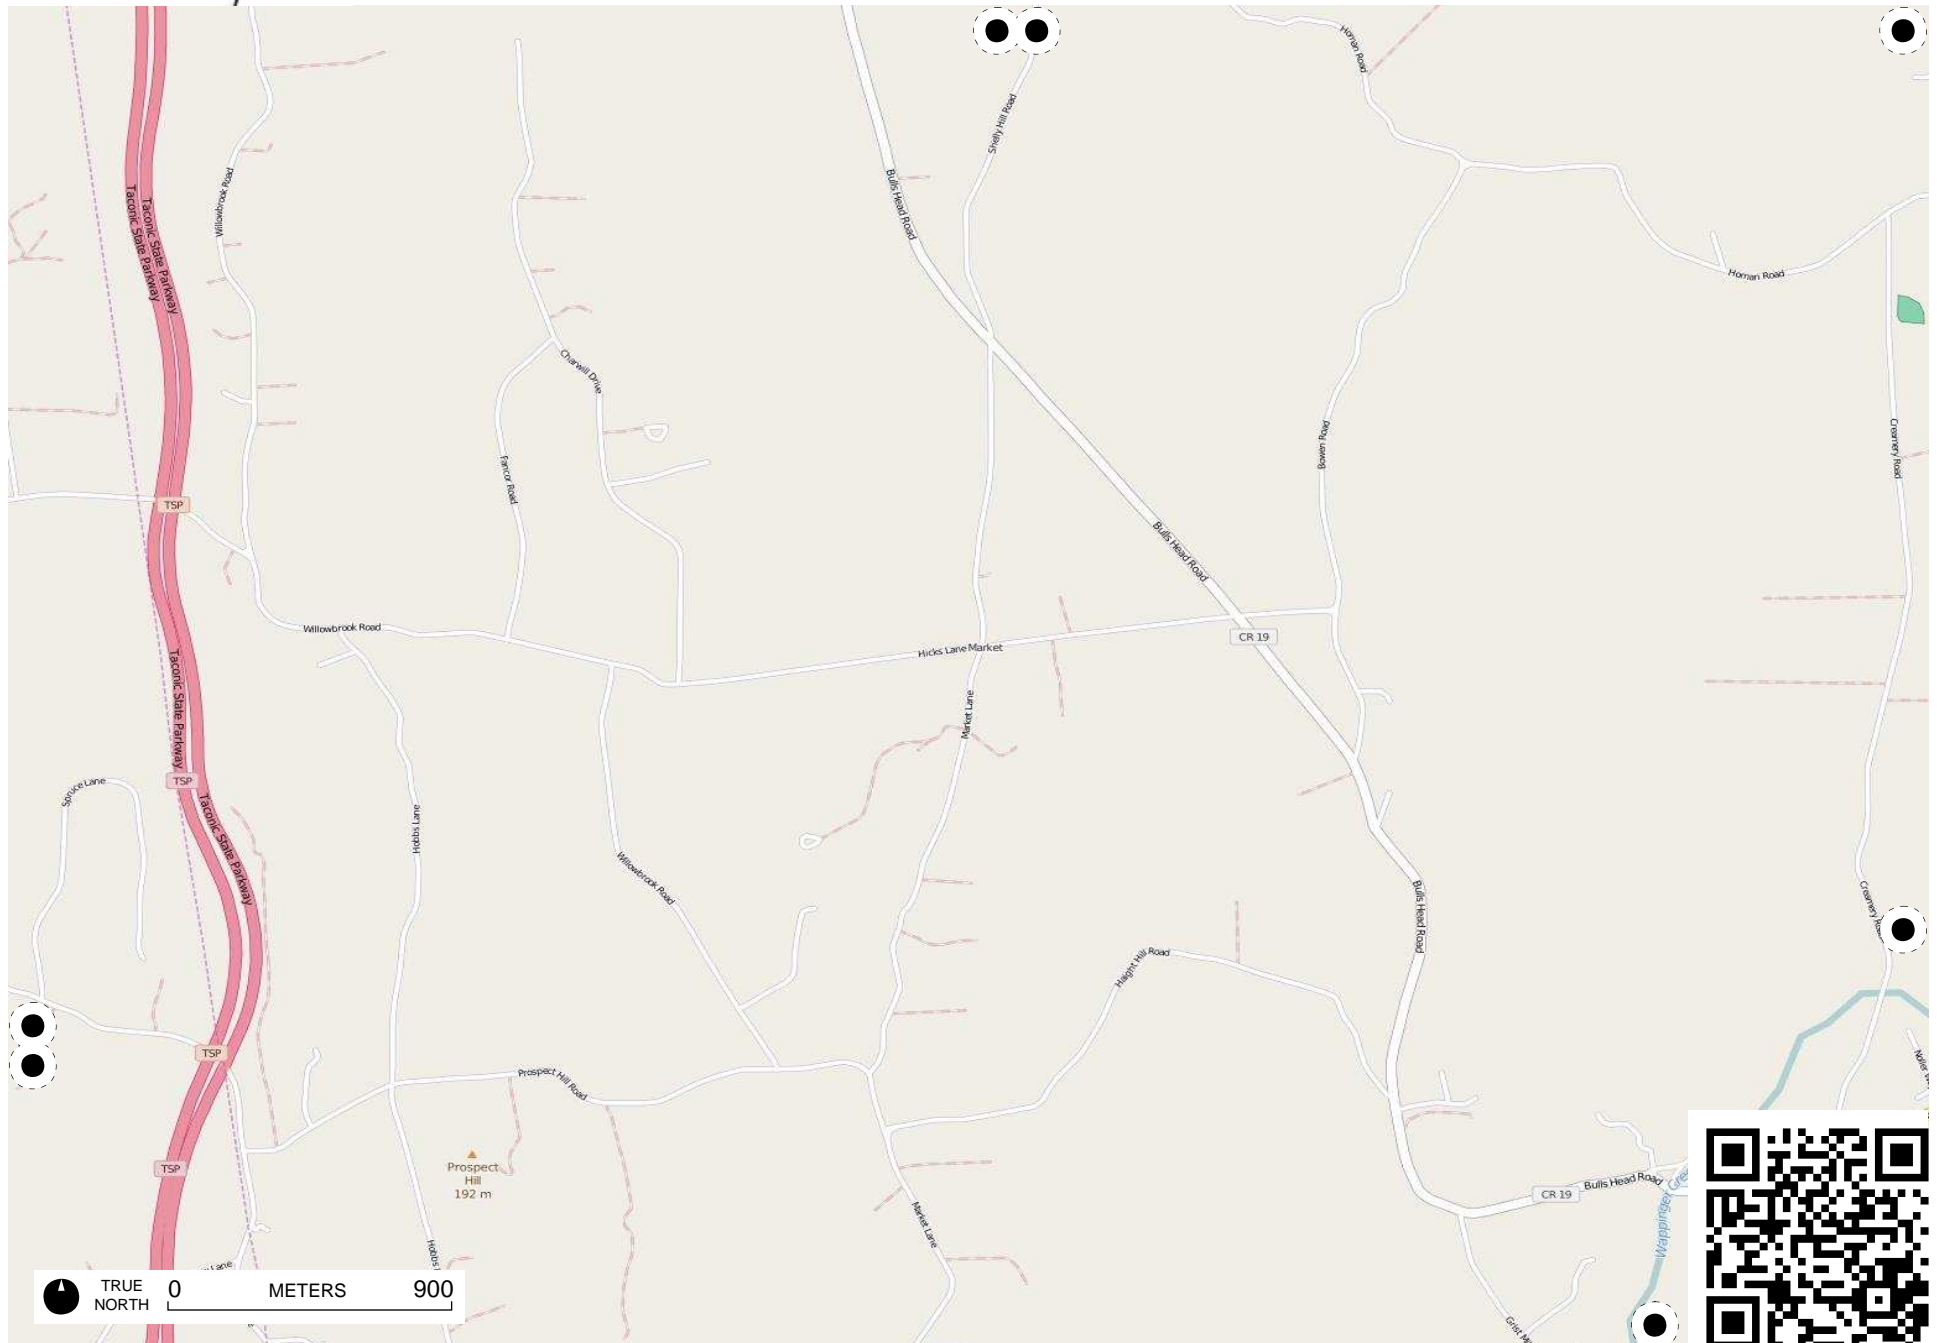 Homan Road
Shelly Hill Road
Willowbrook Road
Bulls Head Road
Taconic State Parkway
Taconic State Parkway
Homan Road
Charwill Drive
Bowen Road
Creamery Road
Fancor Road
TSP
Bulls Head Road
Willowbrook Road
CR 19
Hicks Lane Market
Taconic State Parkway
Market Lane
TSP
Spruce Lane
Taconic State Parkway
Hobbs Lane
Willowbrook Road
Bulls Head Road
Creamery
Haight Hill Road
TSP
Prospect Hill Road
TSP
Prospect
Hill
192 m
CR 19
Bulls Head Road
Wappinger
Market Lane
Hobbs
Lane
TRUE
NORTH
0 METERS 900